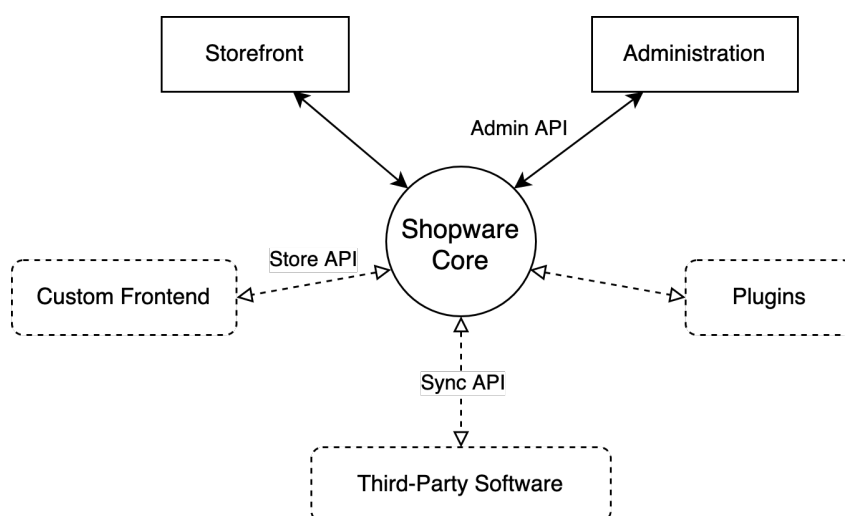 Storefront
Administration
Admin API
Shopware
Core
Store API
Custom Frontend
Plugins
Sync API
Third-Party Software